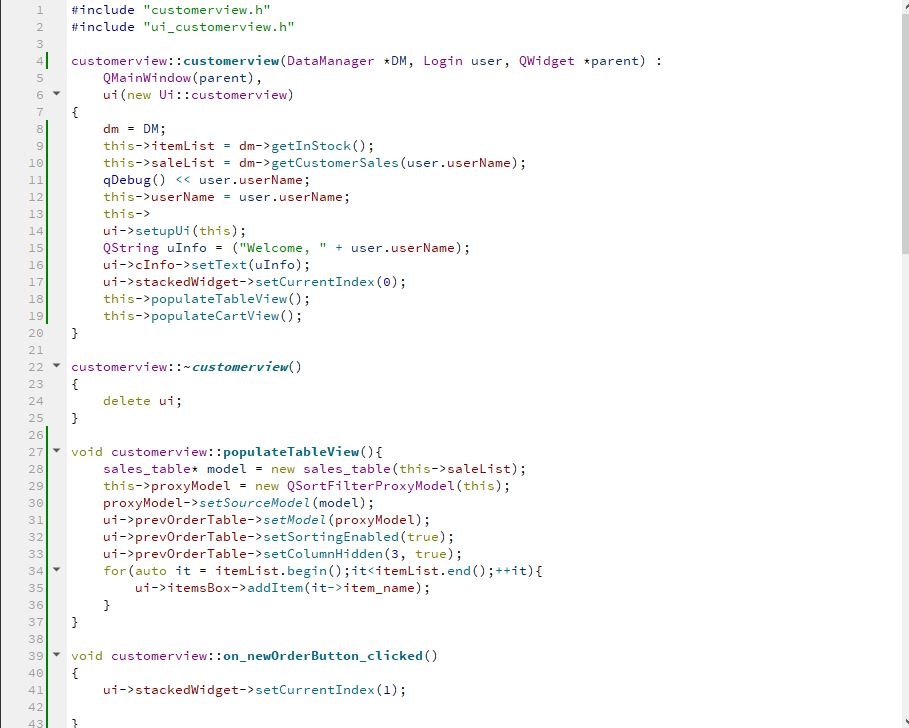 1 #include "customerview.h"
2 #include "ui_customerview.h"
3
4 customerview::customerview(DataManager *DM, Login user, QWidget *parent) :
5     QMainWindow(parent),
6     ui(new Ui::customerview)
7 {
8     dm = DM;
9     this->itemList = dm->getInStock();
10     this->saleList = dm->getCustomerSales(user.userName);
11     qDebug() << user.userName;
12     this->userName = user.userName;
13     this->
14     ui->setupUi(this);
15     QString uInfo = ("Welcome, " + user.userName);
16     ui->cInfo->setText(uInfo);
17     ui->stackedWidget->setCurrentIndex(0);
18     this->populateTableView();
19     this->populateCartView();
20 }
21
22 customerview::~customerview()
23 {
24     delete ui;
25 }
26
27 void customerview::populateTableView(){
28     sales_table* model = new sales_table(this->saleList);
29     this->proxyModel = new QSortFilterProxyModel(this);
30     proxyModel->setSourceModel(model);
31     ui->prevOrderTable->setModel(proxyModel);
32     ui->prevOrderTable->setSortingEnabled(true);
33     ui->prevOrderTable->setColumnHidden(3, true);
34     for(auto it = itemList.begin();it<itemList.end();++it){
35         ui->itemsBox->addItem(it->item_name);
36     }
37 }
38
39 void customerview::on_newOrderButton_clicked()
40 {
41     ui->stackedWidget->setCurrentIndex(1);
42
43 }